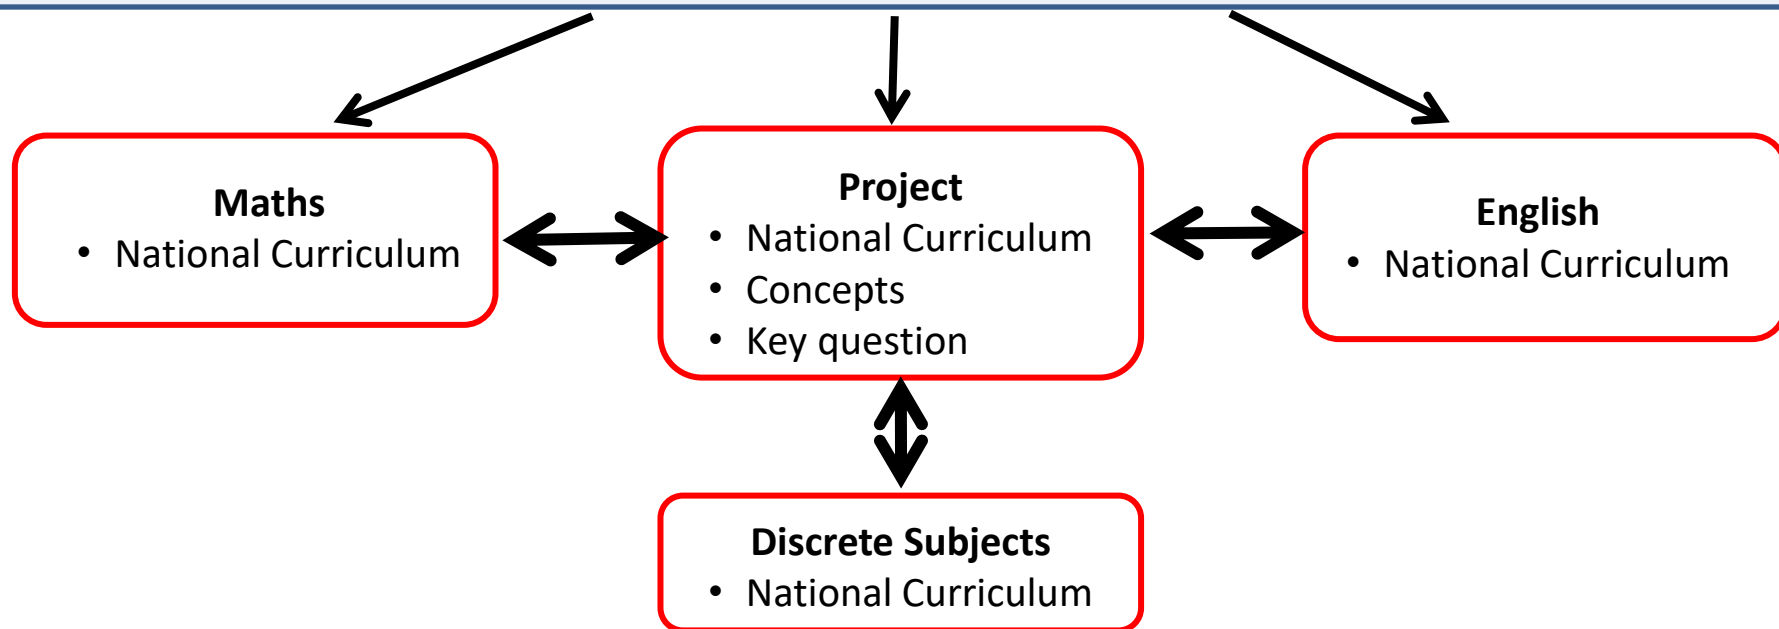 Maths
• National Curriculum
Project
• National Curriculum
• Concepts
• Key question
English
• National Curriculum
Discrete Subjects
• National Curriculum